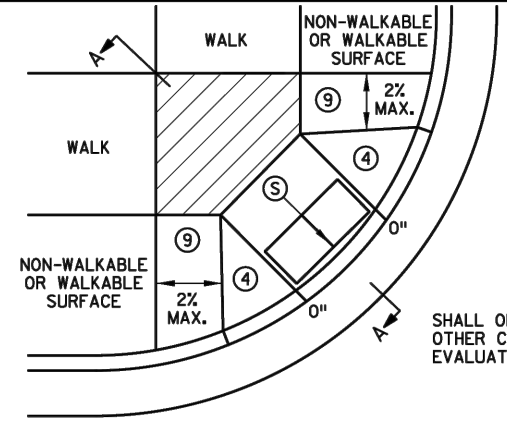 A
WALK
NON-WALKABLE
OR WALKABLE
SURFACE
9
2%
MAX.
4
WALK
S
0"
9
NON-WALKABLE
OR WALKABLE
SURFACE
2%
MAX.
4
0"
A
SHALL
OTHER
EVALUAT